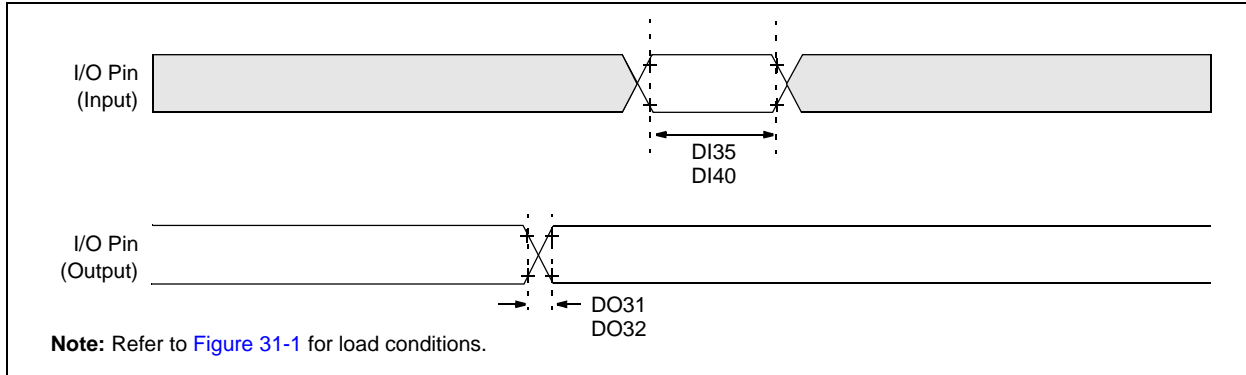 I/O Pin
(Input)
DI35
DI40
I/O Pin
(Output)
DO31
DO32
Note: Refer to Figure 31-1 for load conditions.